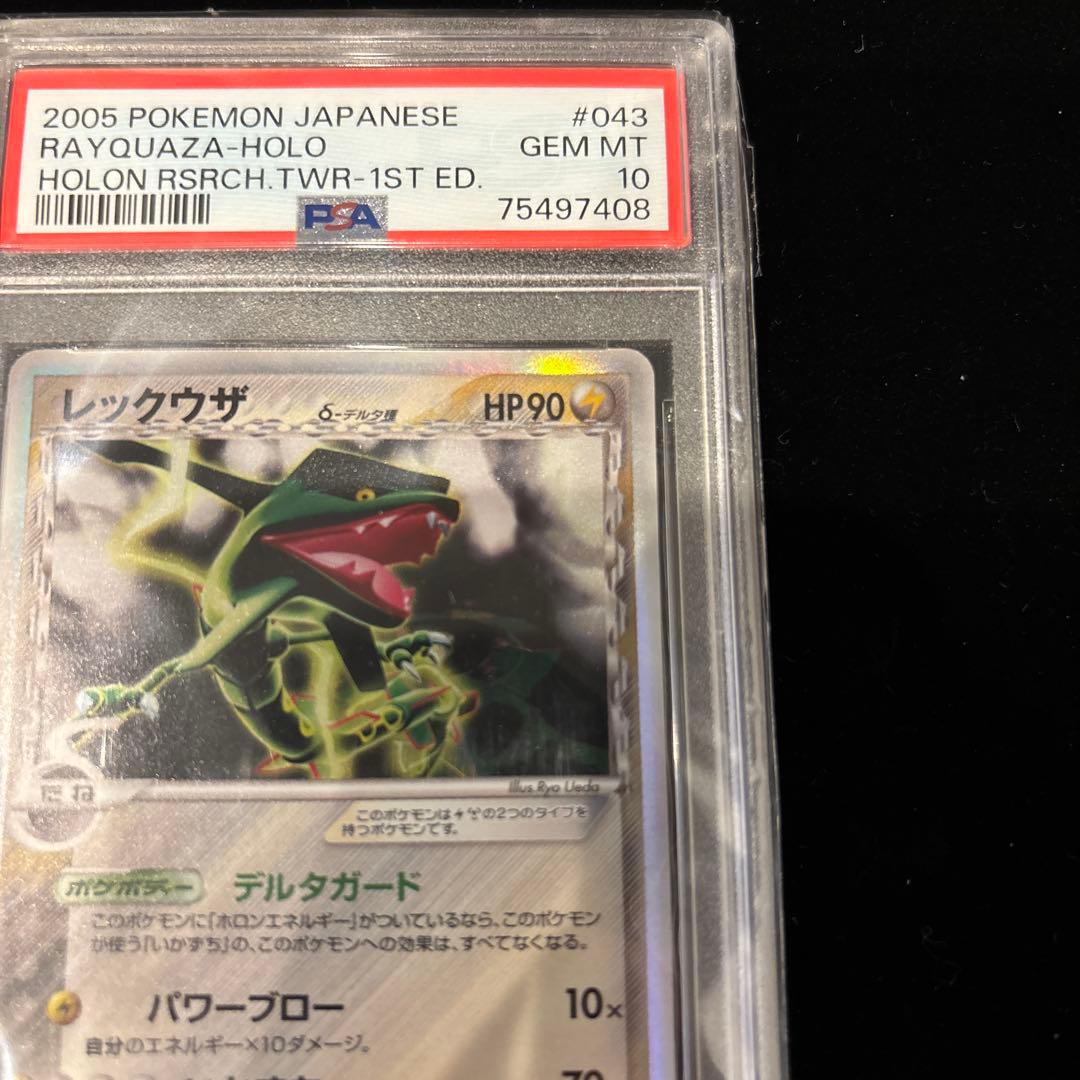 2005 POKEMON JAPANESE #043
RAYQUAZA-HOLO GEM MT
HOLON RSRCH.TWR-1ST ED. 10
PSA 75497408
レックウザ δ-デルタ種 HP90
Illus. Ryo Ueda
たね
このポケモンは の2つのタイプを
持つポケモンです。
ポケボディー デルタガード
このポケモンに「ホロンエネルギー」がついているなら、このポケモン
が使う「いかずち」の、このポケモンへの効果は、すべてなくなる。
パワーブロー 10×
自分のエネルギー×10ダメージ。
70